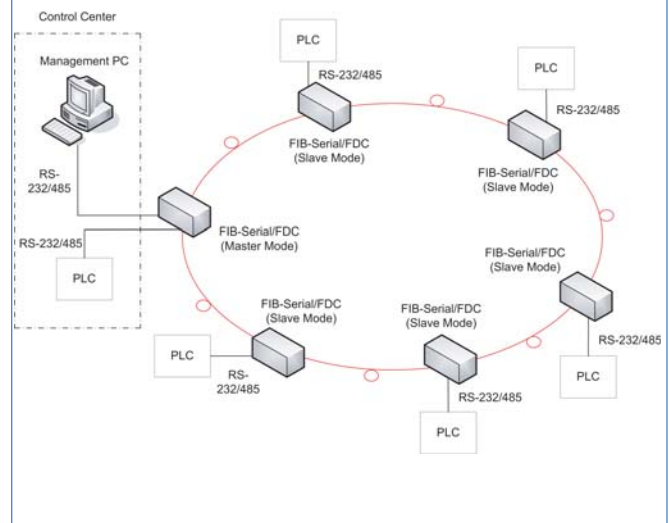 Control Center
Management PC
RS-
232/485
RS-232/485
PLC
FIB-Serial/FDC
(Master Mode)
PLC
RS-232/485
FIB-Serial/FDC
(Slave Mode)
PLC
RS-232/485
FIB-Serial/FDC
(Slave Mode)
FIB-Serial/FDC
(Slave Mode)
RS-232/485
PLC
FIB-Serial/FDC
(Slave Mode)
RS-232/485
PLC
FIB-Serial/FDC
(Slave Mode)
PLC
RS-
232/485